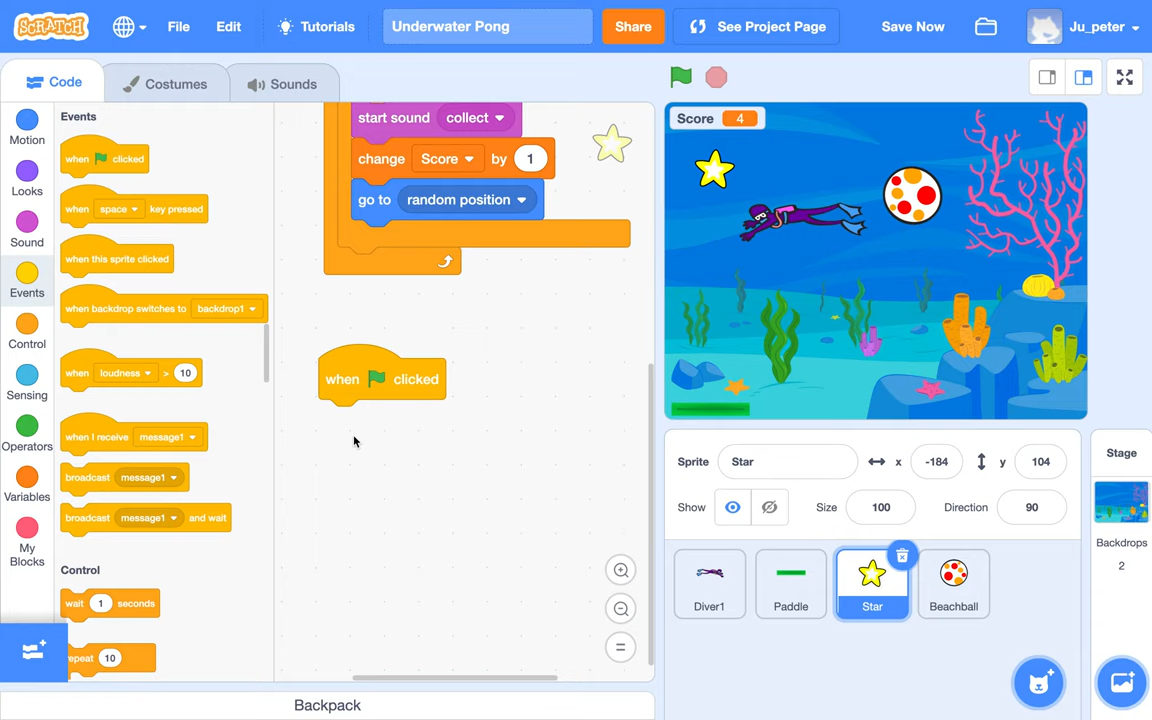 SCRATCH
File
Edit
Tutorials
Underwater Pong
Share
See Project Page
Save Now
Ju_peter
Code
Costumes
Sounds
Motion
Looks
Sound
Events
Control
Sensing
Operators
Variables
My
Blocks
Events
when clicked
when space key pressed
when this sprite clicked
when backdrop switches to backdrop1
when loudness > 10
when I receive message1
broadcast message1
broadcast message1 and wait
Control
wait 1 seconds
repeat 10
start sound collect
change Score by 1
go to random position
when clicked
Backpack
Score 4
Sprite Star x -184 y 104
Show Size 100 Direction 90
Diver1
Paddle
Star
Beachball
Stage
Backdrops
2